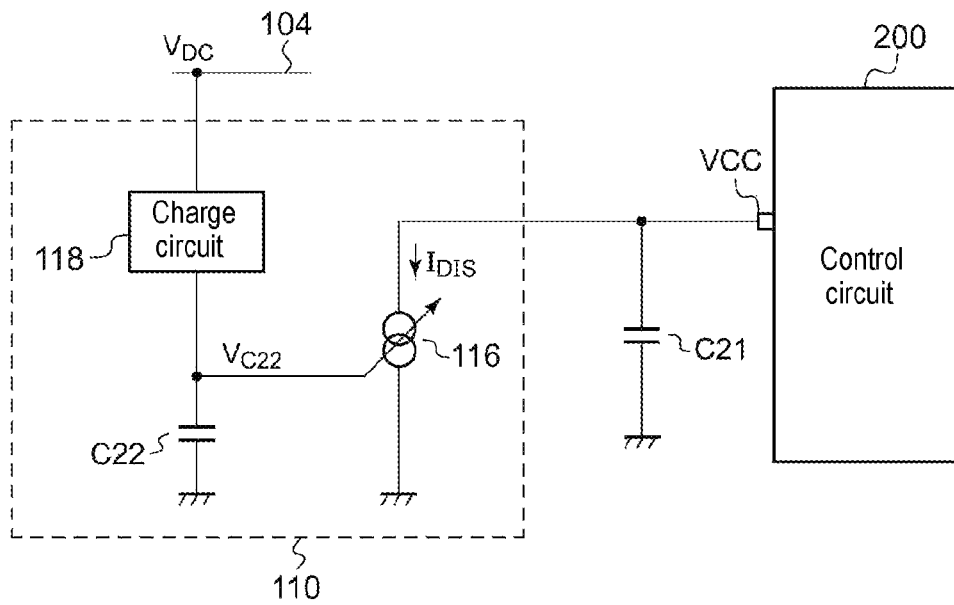 104
V_DC
200
VCC
Charge
circuit
118
I_DIS
Control
circuit
116
C21
V_C22
C22
110